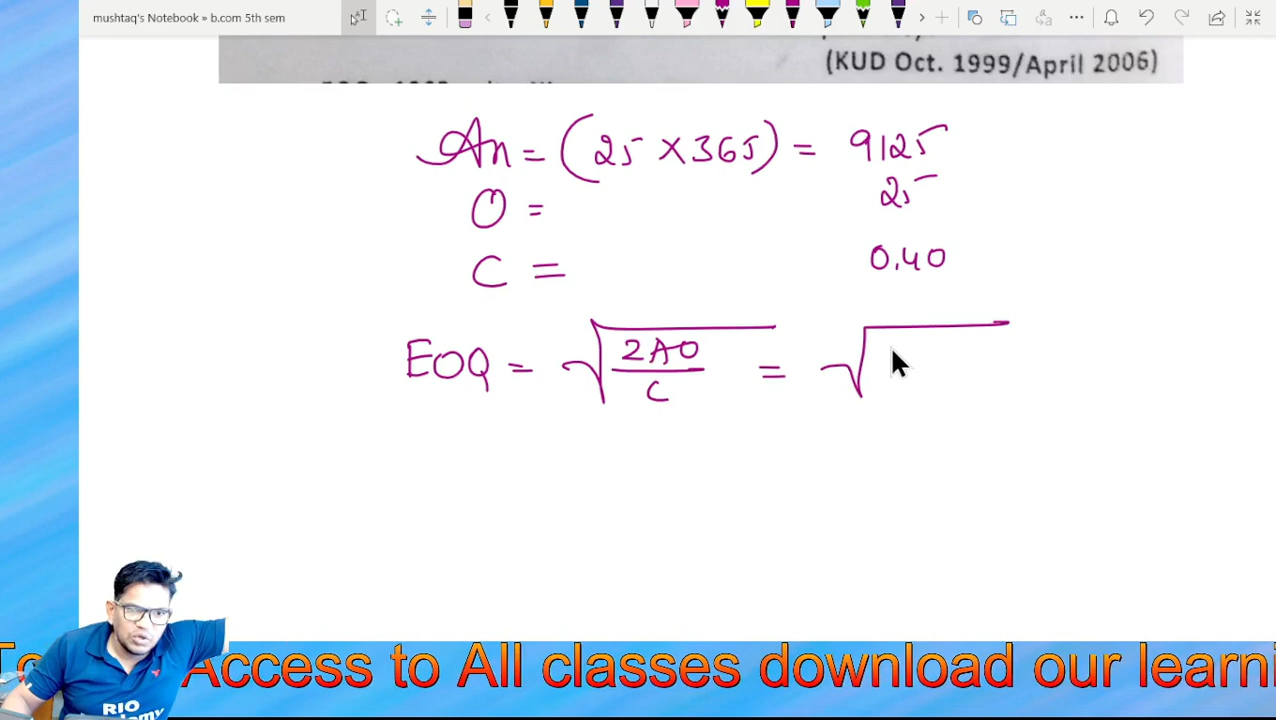 mushtaq's Notebook » b.com 5th sem
(KUD Oct. 1999/April 2006)
An = (25 × 365) = 9125
O = 25
C = 0.40
EOQ = √(2AO/C) = √
Access to All classes download our learni
RIO